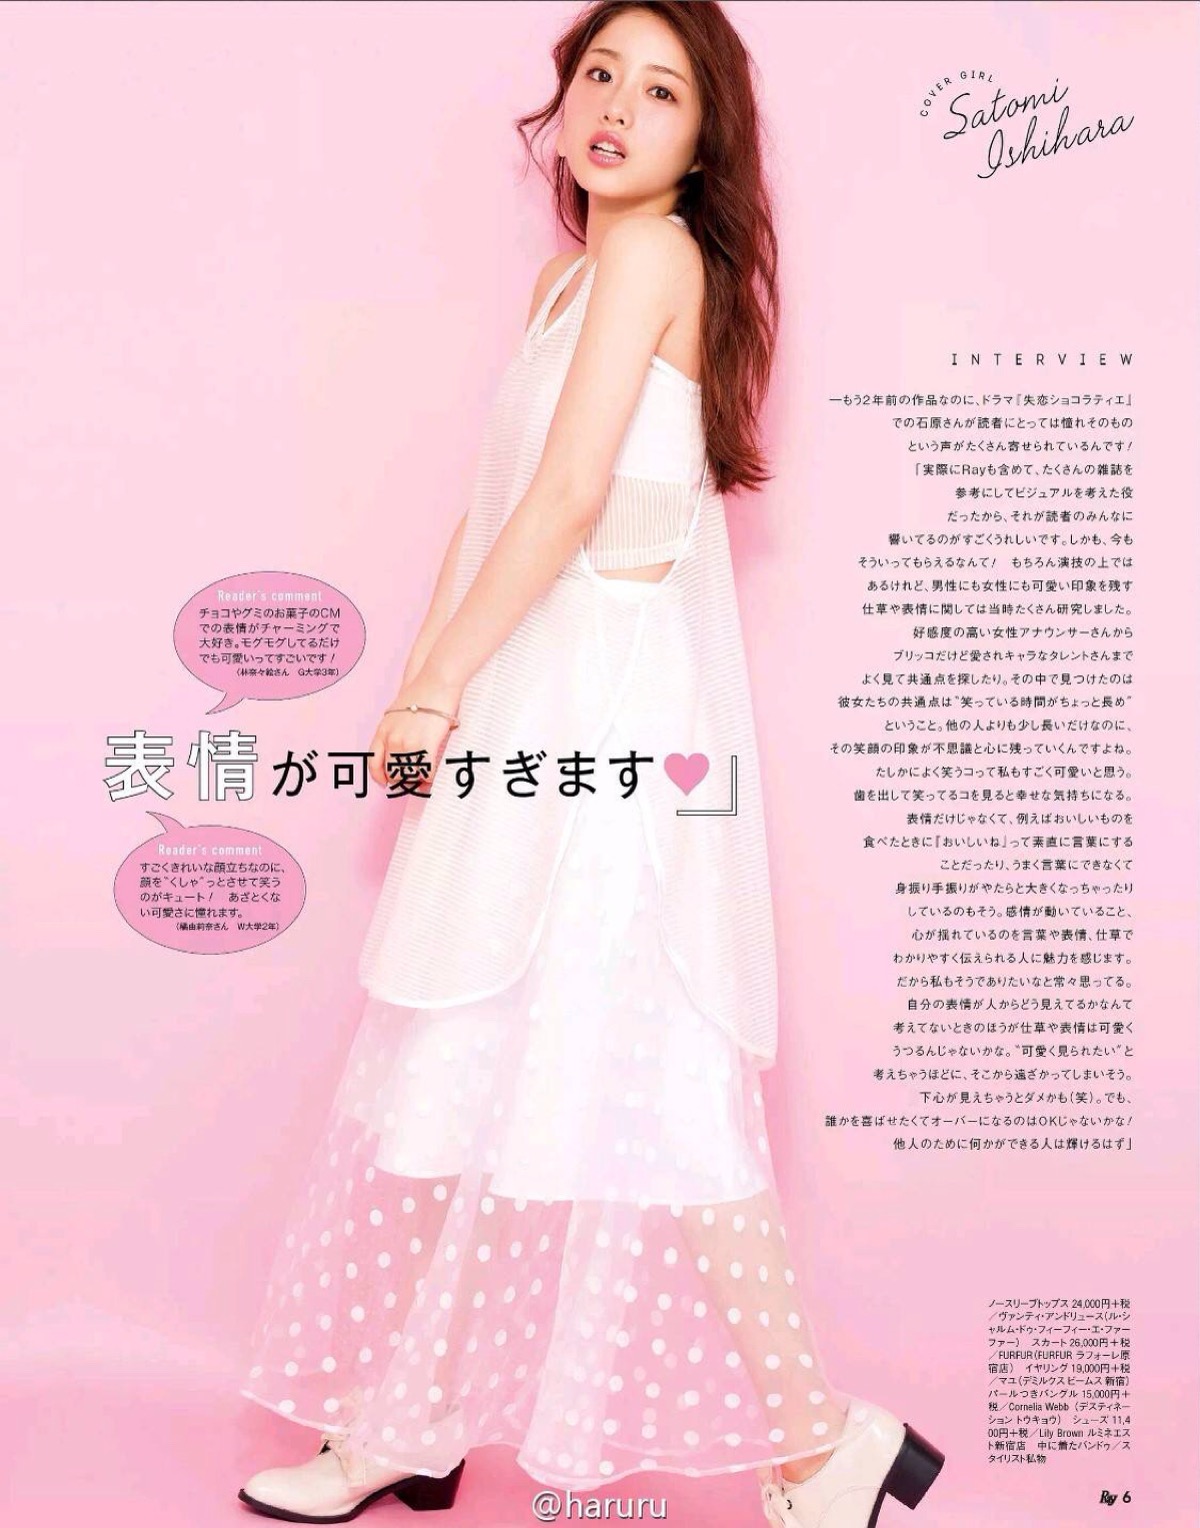 COVER GIRL
Satomi
Ishihara
INTERVIEW
―もう2年前の作品なのに、ドラマ『失恋ショコラティエ』
での石原さんが読者にとっては憧れそのもの
という声がたくさん寄せられているんです！
「実際にRayも含めて、たくさんの雑誌を
参考にしてビジュアルを考えた役
だったから、それが読者のみんなに
響いてるのがすごくうれしいです。しかも、今も
そういってもらえるなんて！　もちろん演技の上では
あるけれど、男性にも女性にも可愛い印象を残す
仕草や表情に関しては当時たくさん研究しました。
好感度の高い女性アナウンサーさんから
ブリッコだけど愛されキャラなタレントさんまで
よく見て共通点を探したり。その中で見つけたのは
彼女たちの共通点は“笑っている時間がちょっと長め”
ということ。他の人よりも少し長いだけなのに、
その笑顔の印象が不思議と心に残っていくんですよね。
たしかによく笑うコって私もすごく可愛いと思う。
歯を出して笑ってるコを見ると幸せな気持ちになる。
表情だけじゃなくて、例えばおいしいものを
食べたときに『おいしいね』って素直に言葉にする
ことだったり、うまく言葉にできなくて
身振り手振りがやたらと大きくなっちゃったり
しているのもそう。感情が動いていること、
心が揺れているのを言葉や表情、仕草で
わかりやすく伝えられる人に魅力を感じます。
だから私もそうでありたいなと常々思ってる。
自分の表情が人からどう見えてるかなんて
考えてないときのほうが仕草や表情は可愛く
うつるんじゃないかな。“可愛く見られたい”と
考えちゃうほどに、そこから遠ざかってしまいそう。
下心が見えちゃうとダメかも（笑）。でも、
誰かを喜ばせたくてオーバーになるのはOKじゃないかな！
他人のために何かができる人は輝けるはず」
Reader's comment
チョコやグミのお菓子のCM
での表情がチャーミングで
大好き。モグモグしてるだけ
でも可愛いってすごいです！
（林奈々絵さん　G大学3年）
表情が可愛すぎます♥」
Reader's comment
すごくきれいな顔立ちなのに、
顔を“くしゃ”っとさせて笑う
のがキュート！　あざとくな
い可愛さに憧れます。
（橘由莉奈さん　W大学2年）
ノースリーブトップス 24,000円＋税
／ヴァンティ・アンドリュース（ル・シ
ャルム・ドゥ・フィーフィー・エ・ファー
ファー）　スカート 26,000円＋税
／FURFUR（FURFUR ラフォーレ原
宿店）　イヤリング 19,000円＋税
／マユ（デミルクス ビームス 新宿）
パールつきバングル 15,000円＋
税／Cornelia Webb（デスティネー
ション トウキョウ）　シューズ 11,4
00円＋税／Lily Brown ルミネエス
ト新宿店　中に着たバンドゥ／ス
タイリスト私物
Ray 6
@haruru